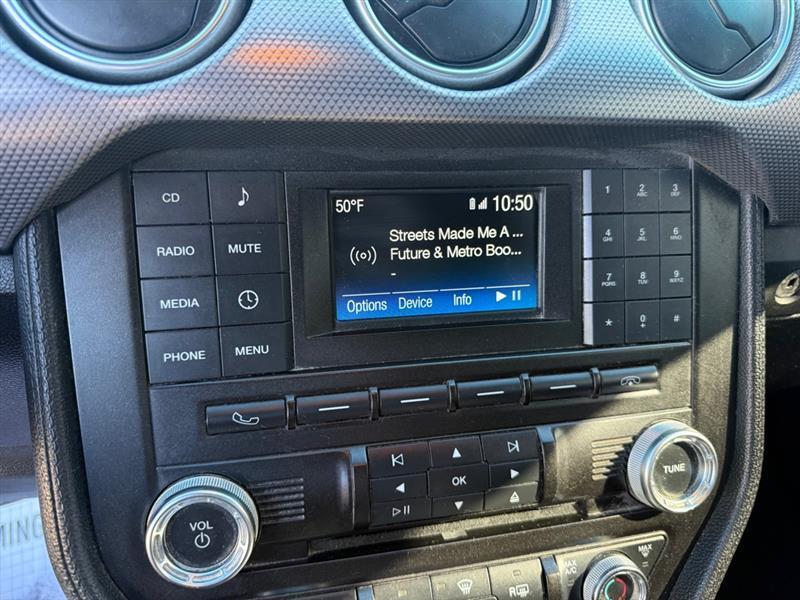 CD
RADIO
MUTE
MEDIA
PHONE
MENU
50°F
10:50
Streets Made Me A ...
Future & Metro Boo...
-
Options Device Info
1 2 ABC 3 DEF
4 GHI 5 JKL 6 MNO
7 PQRS 8 TUV 9 WXYZ
* 0 + #
OK
VOL
TUNE
MAX A/C
MAX
R
MING